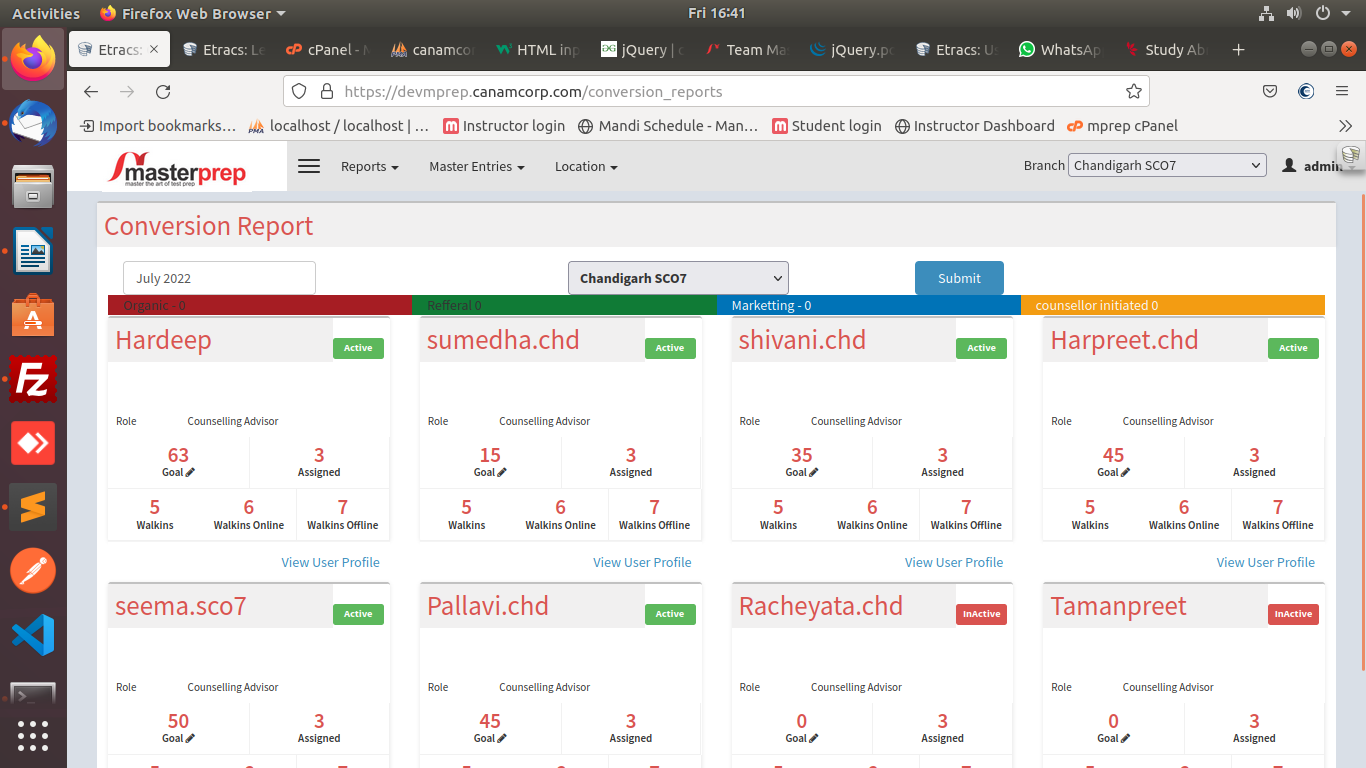 Activities Firefox Web Browser Fri 16:41
Etracs: Etracs: Le cPanel - M canamcor HTML inp jQuery | c Team Ma jQuery.po Etracs: Us WhatsAp Study Ab
https://devmprep.canamcorp.com/conversion_reports
Import bookmarks... localhost / localhost | ... Instructor login Mandi Schedule - Man... Student login Instructor Dashboard mprep cPanel
masterprep
master the art of test prep
Reports Master Entries Location Branch Chandigarh SCO7 admin
Conversion Report
July 2022 Chandigarh SCO7 Submit
Organic - 0 Refferal 0 Marketting - 0 counsellor initiated 0
Hardeep Active sumedha.chd Active shivani.chd Active Harpreet.chd Active
Role Counselling Advisor Role Counselling Advisor Role Counselling Advisor Role Counselling Advisor
63 3 15 3 35 3 45 3
Goal Assigned Goal Assigned Goal Assigned Goal Assigned
5 6 7 5 6 7 5 6 7 5 6 7
Walkins Walkins Online Walkins Offline Walkins Walkins Online Walkins Offline Walkins Walkins Online Walkins Offline Walkins Walkins Online Walkins Offline
View User Profile View User Profile View User Profile View User Profile
seema.sco7 Active Pallavi.chd Active Racheyata.chd InActive Tamanpreet InActive
Role Counselling Advisor Role Counselling Advisor Role Counselling Advisor Role Counselling Advisor
50 3 45 3 0 3 0 3
Goal Assigned Goal Assigned Goal Assigned Goal Assigned